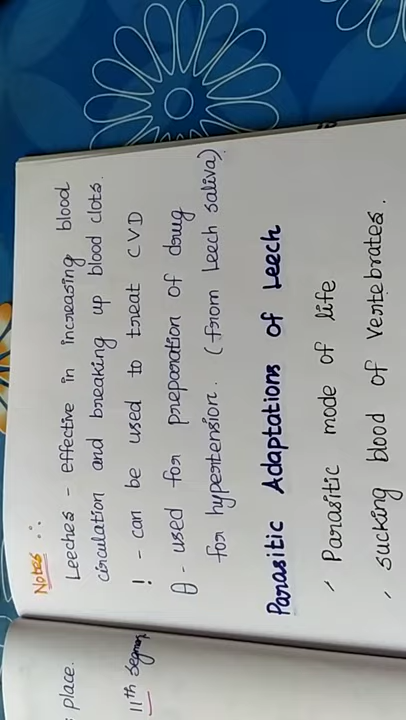 Notes :
Leeches - effective in increasing blood
circulation and breaking up blood clots.
! - can be used to treat CVD
θ - used for preparation of drug
for hypertension. (from Leech saliva).
Parasitic Adaptations of Leech
Parasitic mode of life
sucking blood of vertebrates.
place.
11th segment